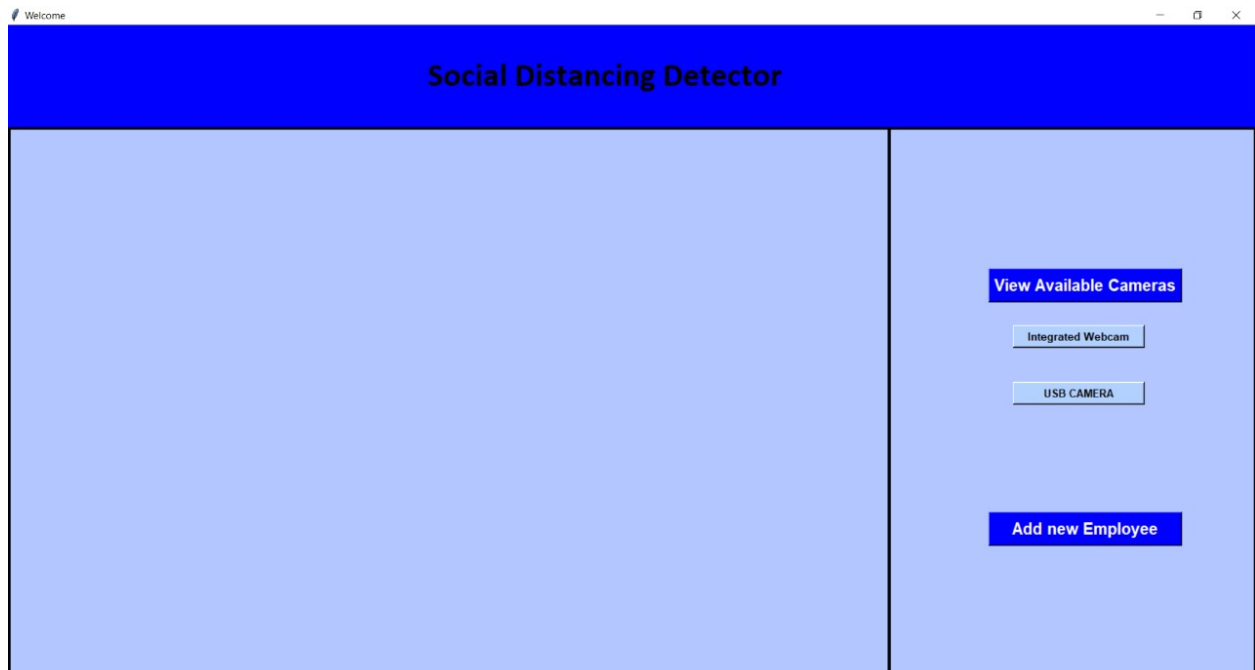 Welcome
Social Distancing Detector
View Available Cameras
Integrated Webcam
USB CAMERA
Add new Employee